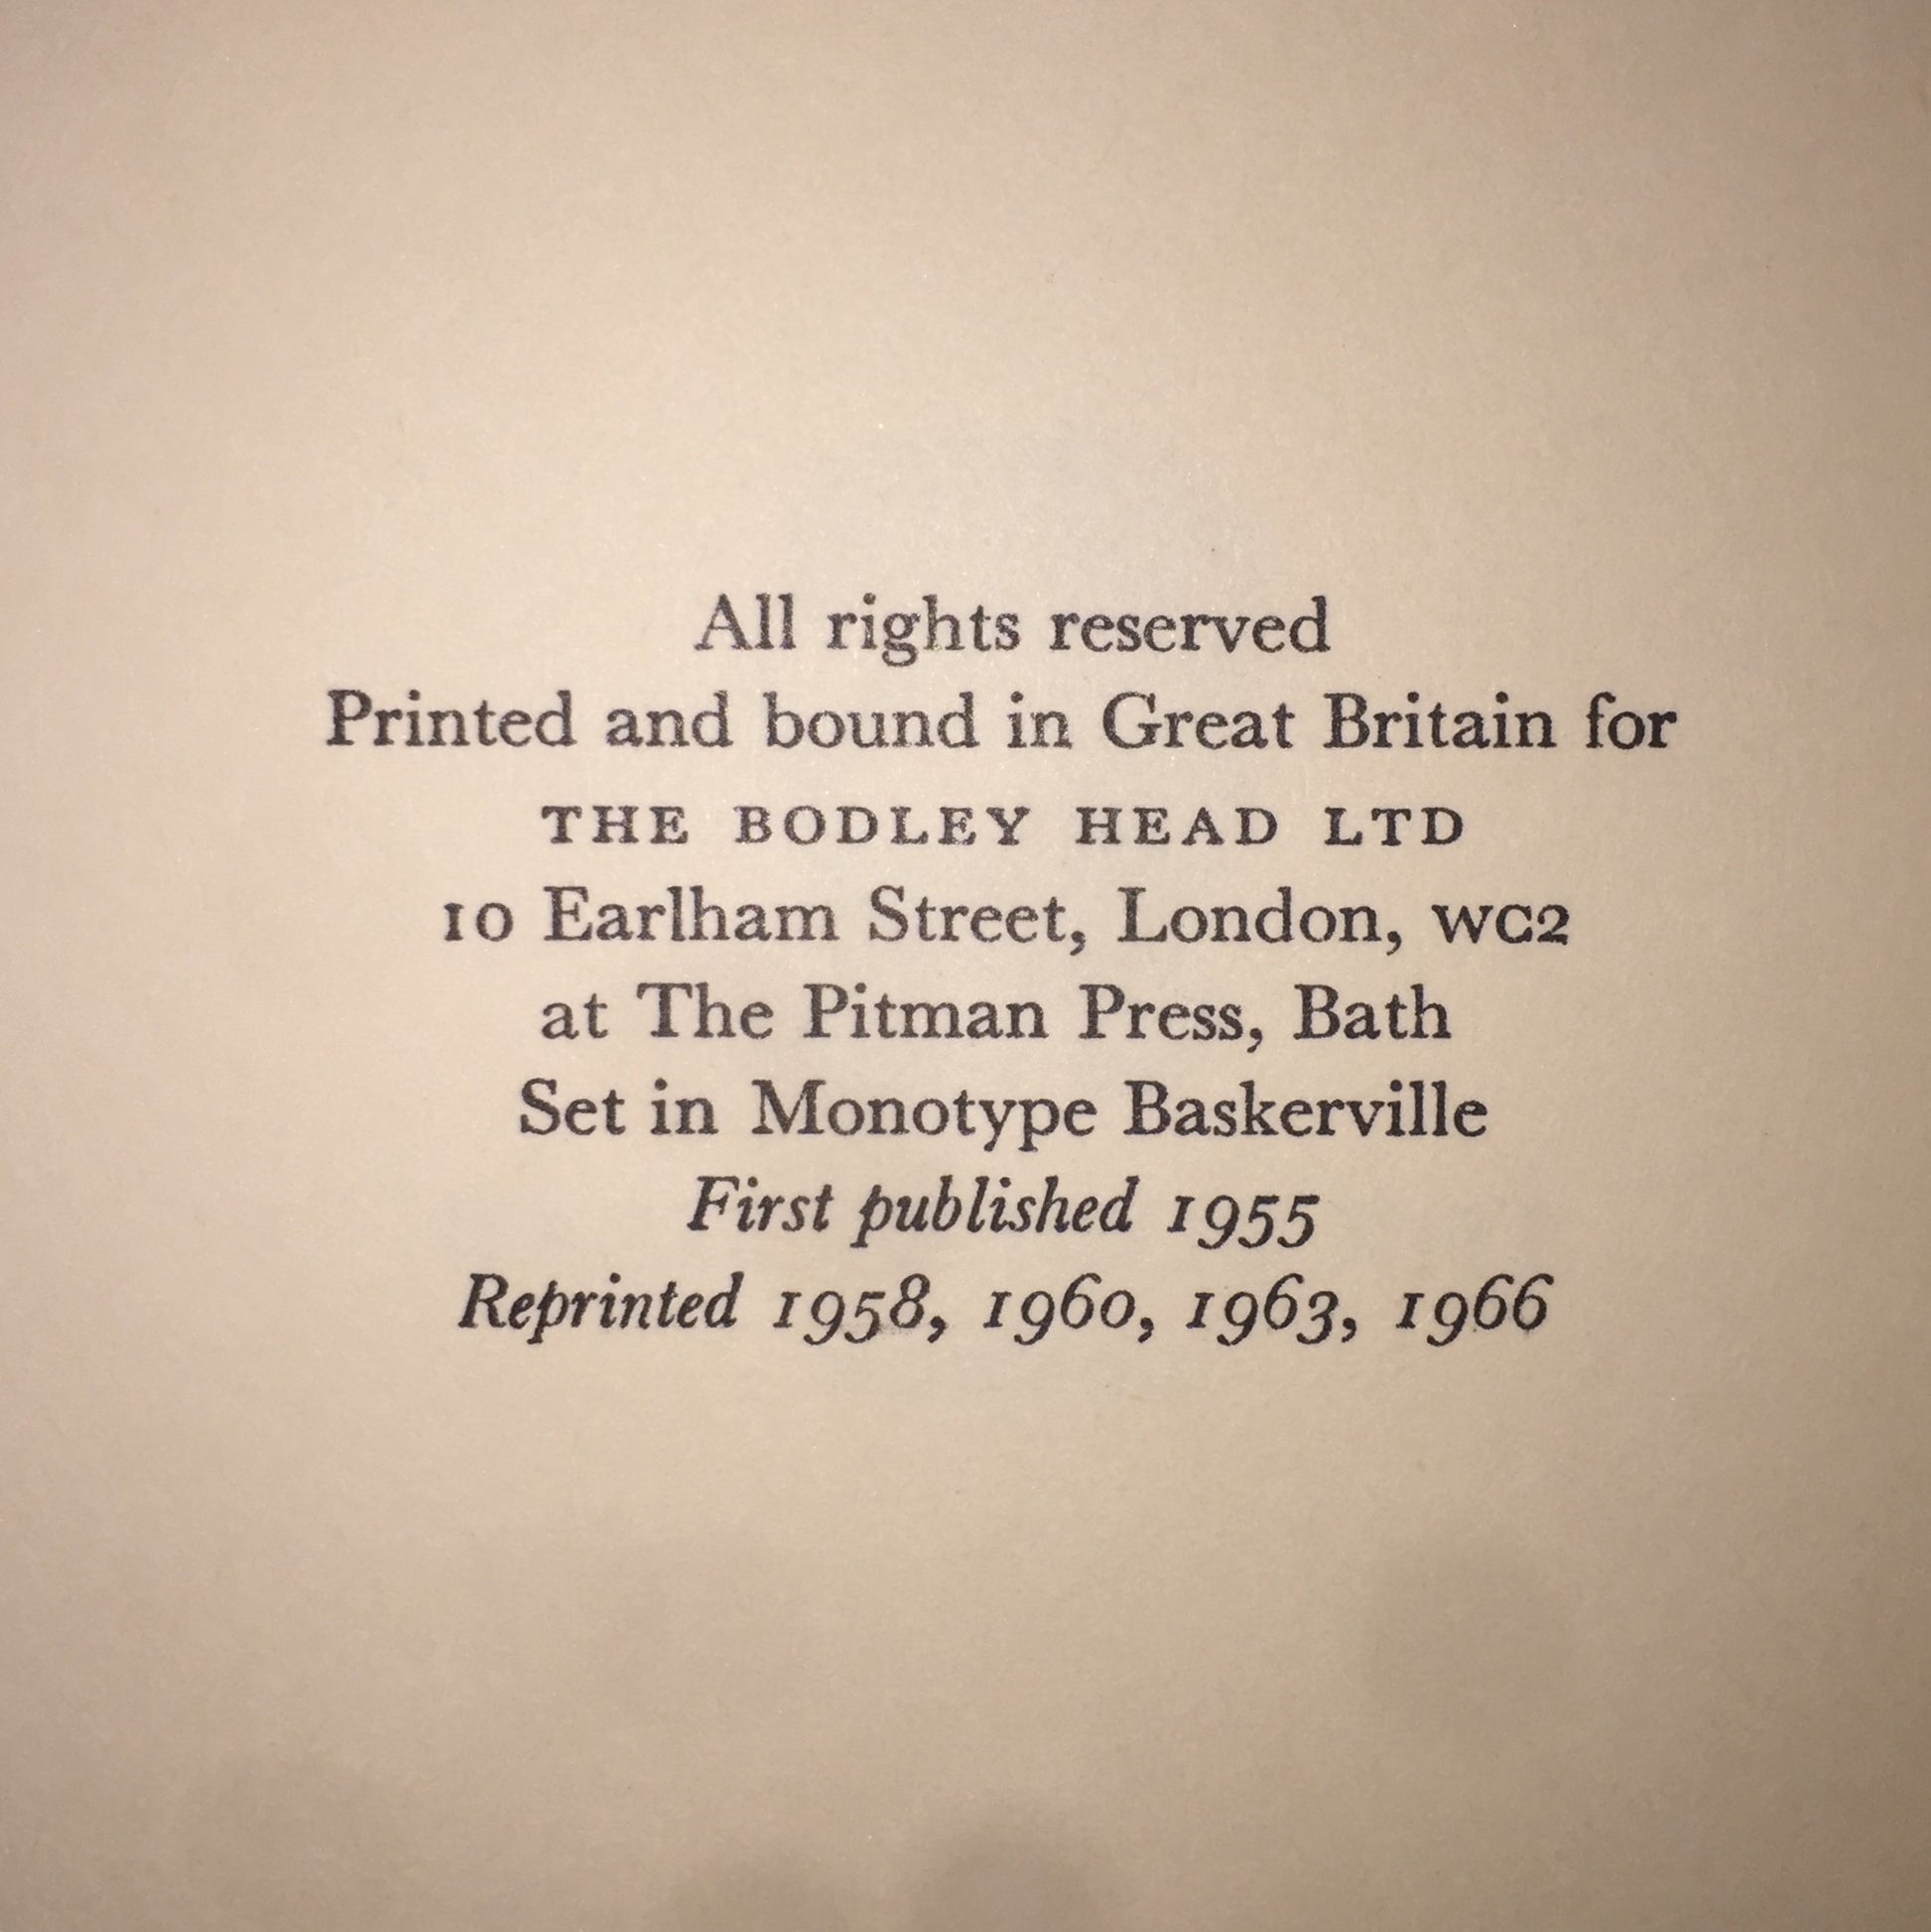 All rights reserved
Printed and bound in Great Britain for
THE BODLEY HEAD LTD
10 Earlham Street, London, WC2
at The Pitman Press, Bath
Set in Monotype Baskerville
First published 1955
Reprinted 1958, 1960, 1963, 1966